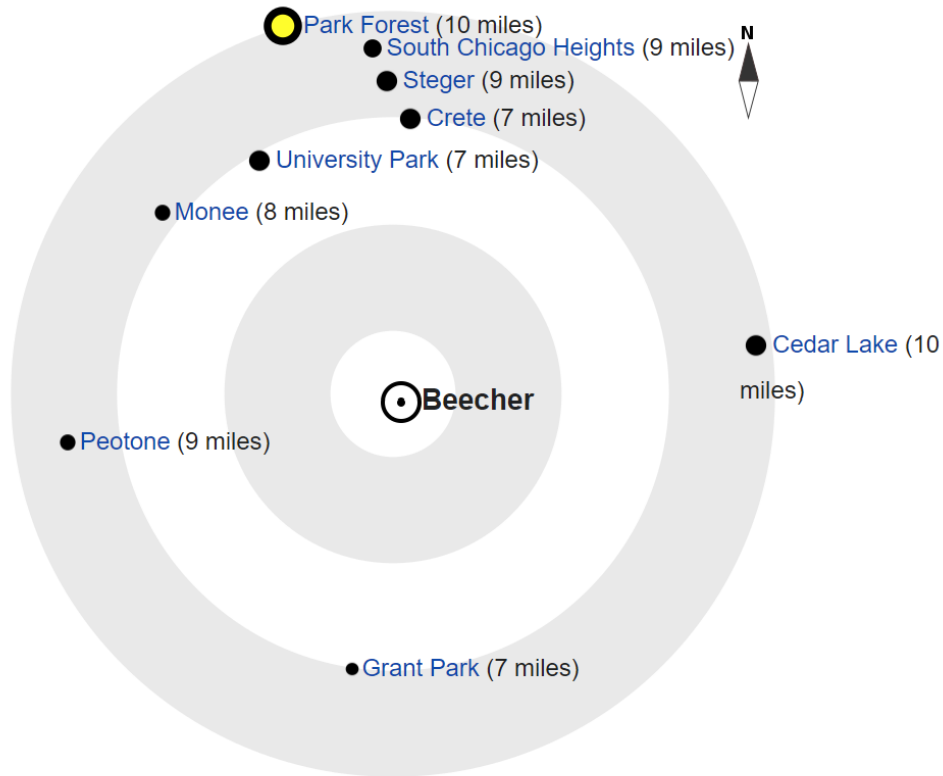 Park Forest (10 miles)
N
South Chicago Heights (9 miles)
Steger (9 miles)
Crete (7 miles)
University Park (7 miles)
Monee (8 miles)
Cedar Lake (10
miles)
Beecher
Peotone (9 miles)
Grant Park (7 miles)